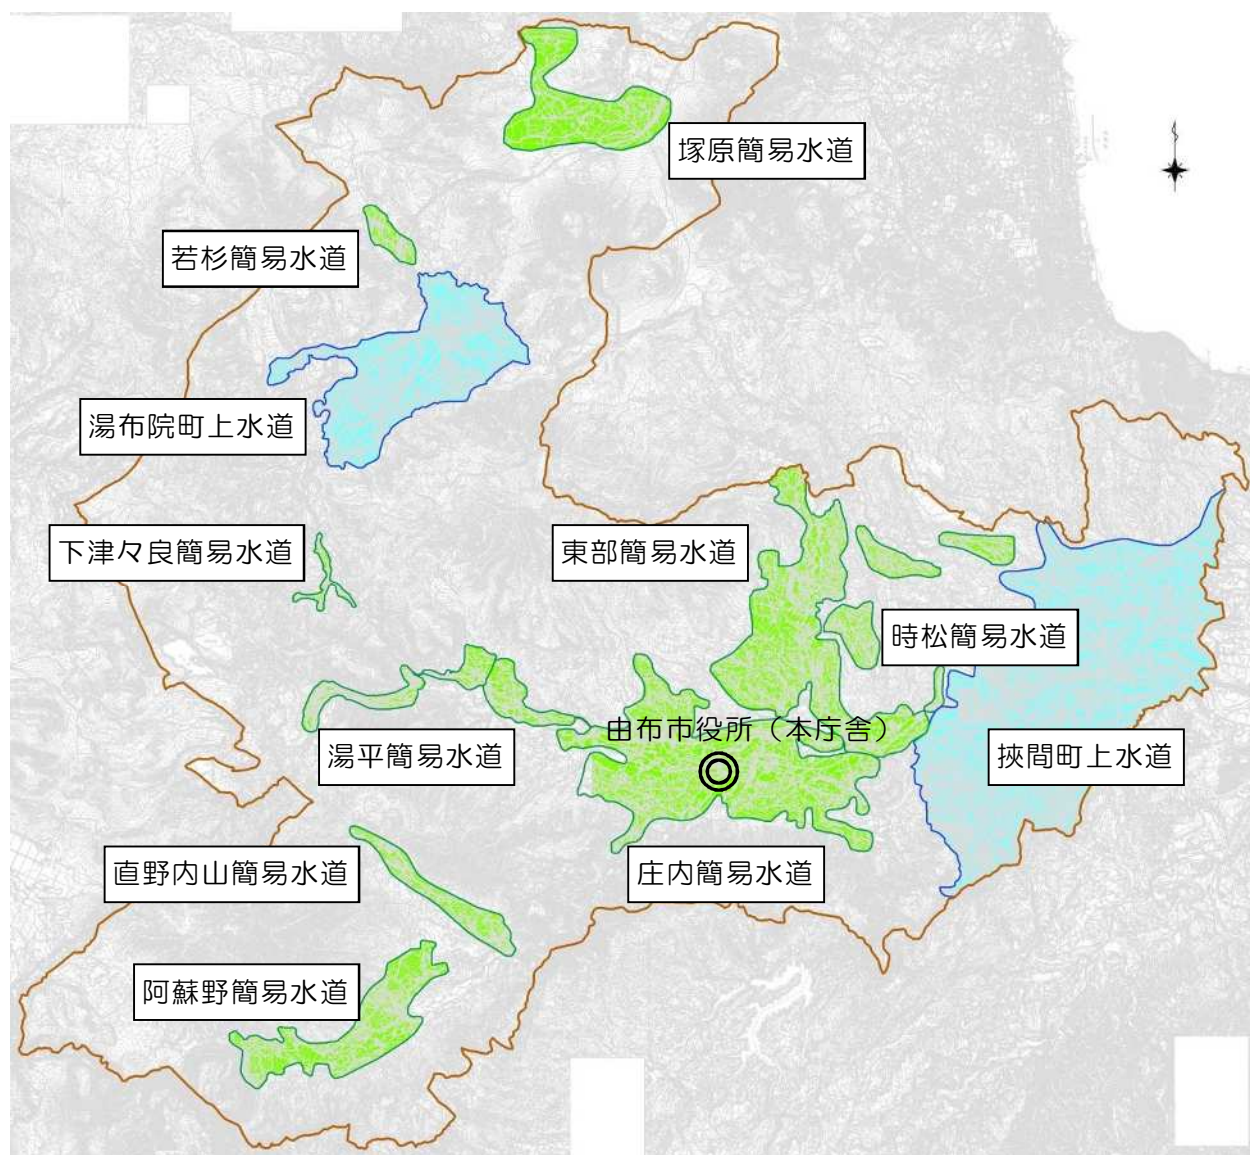 塚原簡易水道
若杉簡易水道
湯布院町上水道
下津々良簡易水道
東部簡易水道
時松簡易水道
由布市役所（本庁舎）
湯平簡易水道
挾間町上水道
直野内山簡易水道
庄内簡易水道
阿蘇野簡易水道